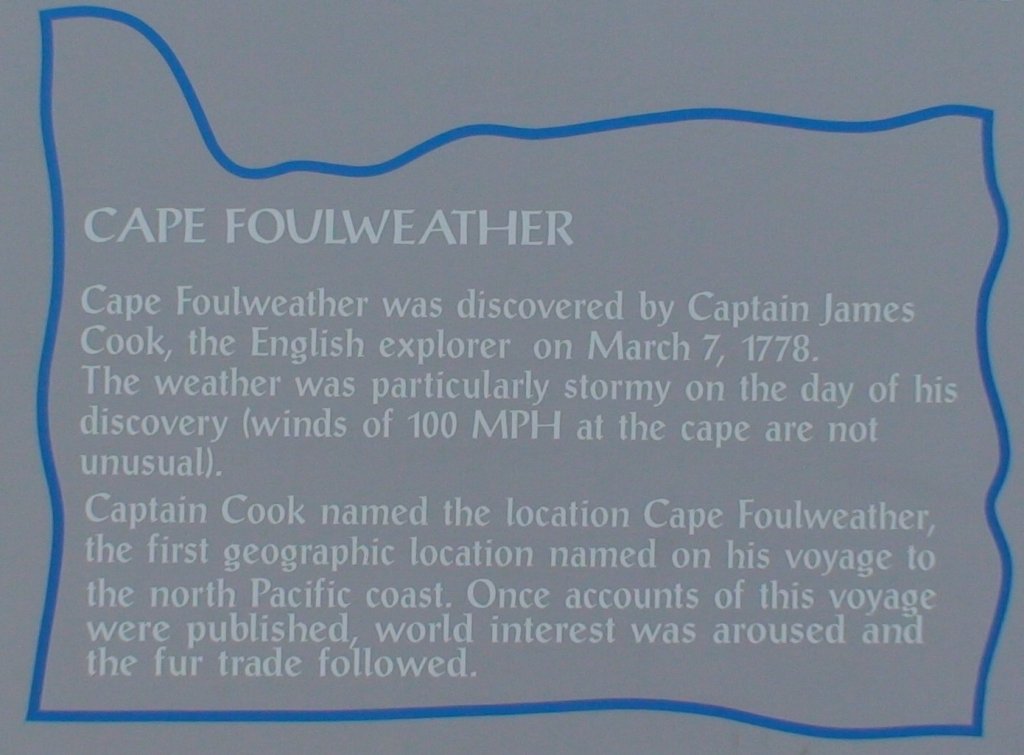 CAPE FOULWEATHER
Cape Foulweather was discovered by Captain James
Cook, the English explorer on March 7, 1778.
The weather was particularly stormy on the day of his
discovery (winds of 100 MPH at the cape are not
unusual).
Captain Cook named the location Cape Foulweather,
the first geographic location named on his voyage to
the north Pacific coast. Once accounts of this voyage
were published, world interest was aroused and
the fur trade followed.